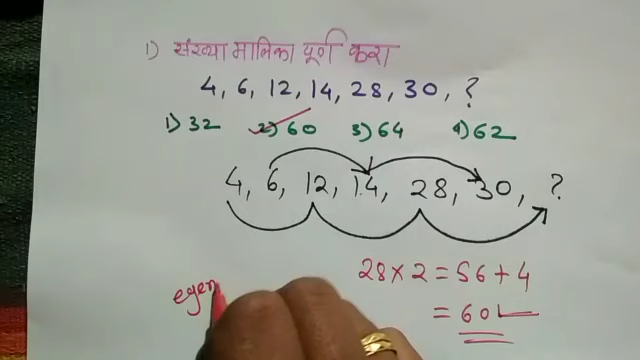 1) संख्या मालिका पूर्ण करा
4, 6, 12, 14, 28, 30, ?
1) 32 2) 60 3) 64 4) 62
4, 6, 12, 14, 28, 30, ?
28 × 2 = 56 + 4
= 60